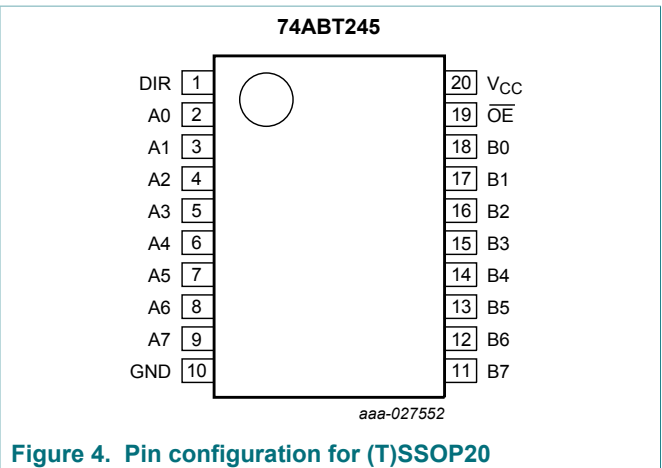 74ABT245
DIR 1 20 VCC
A0 2 19 O̅E̅
A1 3 18 B0
A2 4 17 B1
A3 5 16 B2
A4 6 15 B3
A5 7 14 B4
A6 8 13 B5
A7 9 12 B6
GND 10 11 B7
aaa-027552
Figure 4. Pin configuration for (T)SSOP20